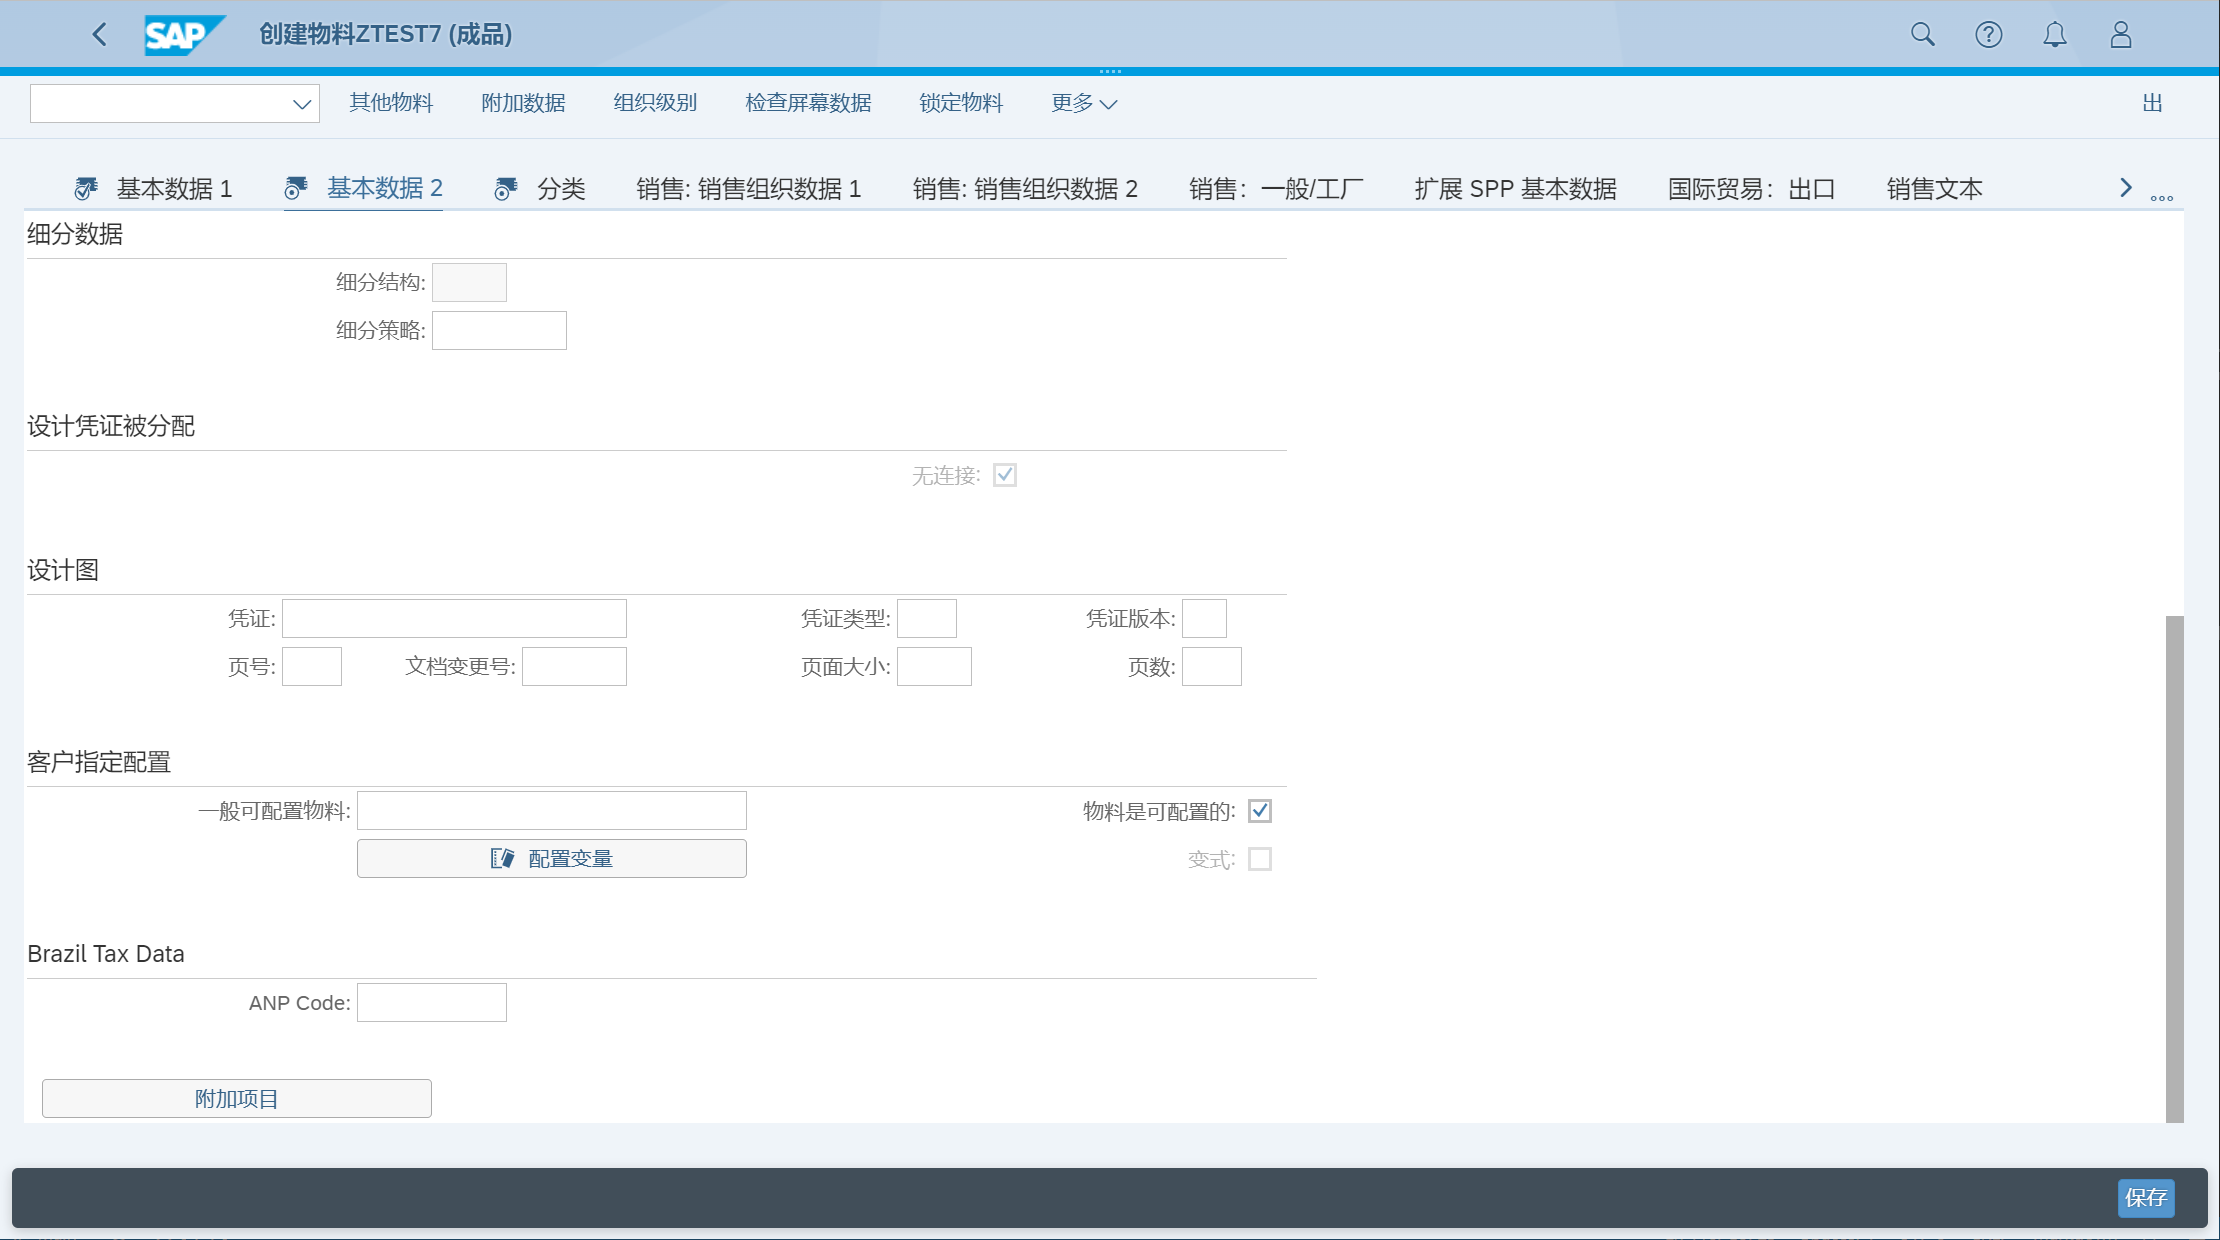 SAP 创建物料ZTEST7 (成品)
其他物料 附加数据 组织级别 检查屏幕数据 锁定物料 更多 出
基本数据 1 基本数据 2 分类 销售: 销售组织数据 1 销售: 销售组织数据 2 销售：一般/工厂 扩展 SPP 基本数据 国际贸易：出口 销售文本
细分数据
细分结构:
细分策略:
设计凭证被分配
无连接:
设计图
凭证: 凭证类型: 凭证版本:
页号: 文档变更号: 页面大小: 页数:
客户指定配置
一般可配置物料: 物料是可配置的:
配置变量 变式:
Brazil Tax Data
ANP Code:
附加项目
保存